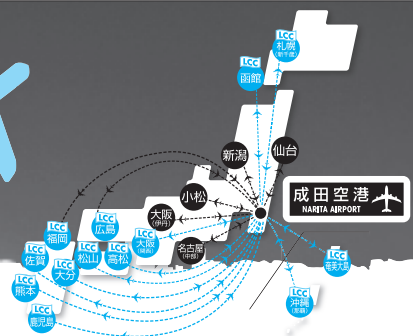 LCC
札幌
(新千歳)
LCC
函館
新潟
仙台
小松
成田空港
NARITA AIRPORT
大阪
(伊丹)
LCC
広島
LCC
福岡
LCC
大阪
(関西)
名古屋
(中部)
LCC
佐賀
LCC
大分
LCC
松山
LCC
高松
LCC
奄美大島
LCC
熊本
LCC
沖縄
(那覇)
LCC
鹿児島